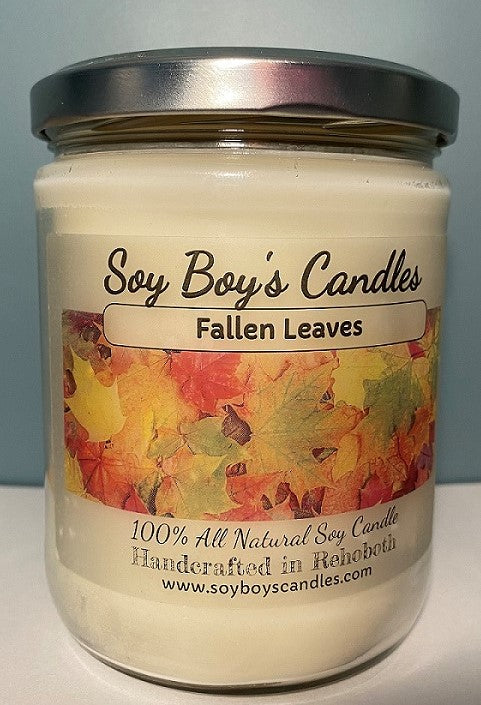 Soy Boy's Candles
Fallen Leaves
100% All Natural Soy Candle
Handcrafted in Rehoboth
www.soyboyscandles.com